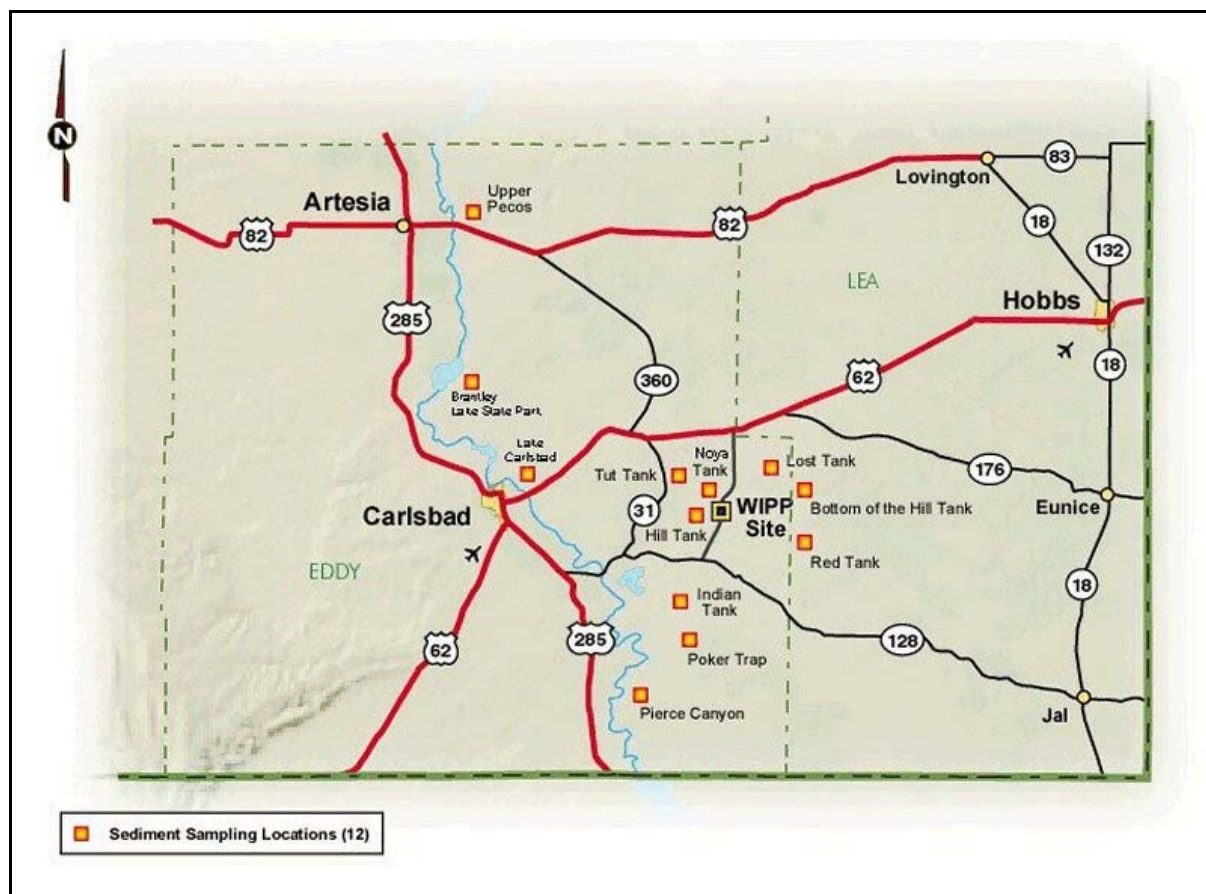 N
Artesia
Upper
Pecos
Lovington
83
82
82
18
132
LEA
Hobbs
285
360
62
18
Brantley
Lake State Part
Lake
Carlsbad
Tut Tank
Noya
Tank
Lost Tank
176
Carlsbad
31
WIPP
Site
Bottom of the Hill Tank
Eunice
Hill Tank
Red Tank
EDDY
18
Indian
Tank
62
285
128
Poker Trap
Pierce Canyon
Jal
Sediment Sampling Locations (12)